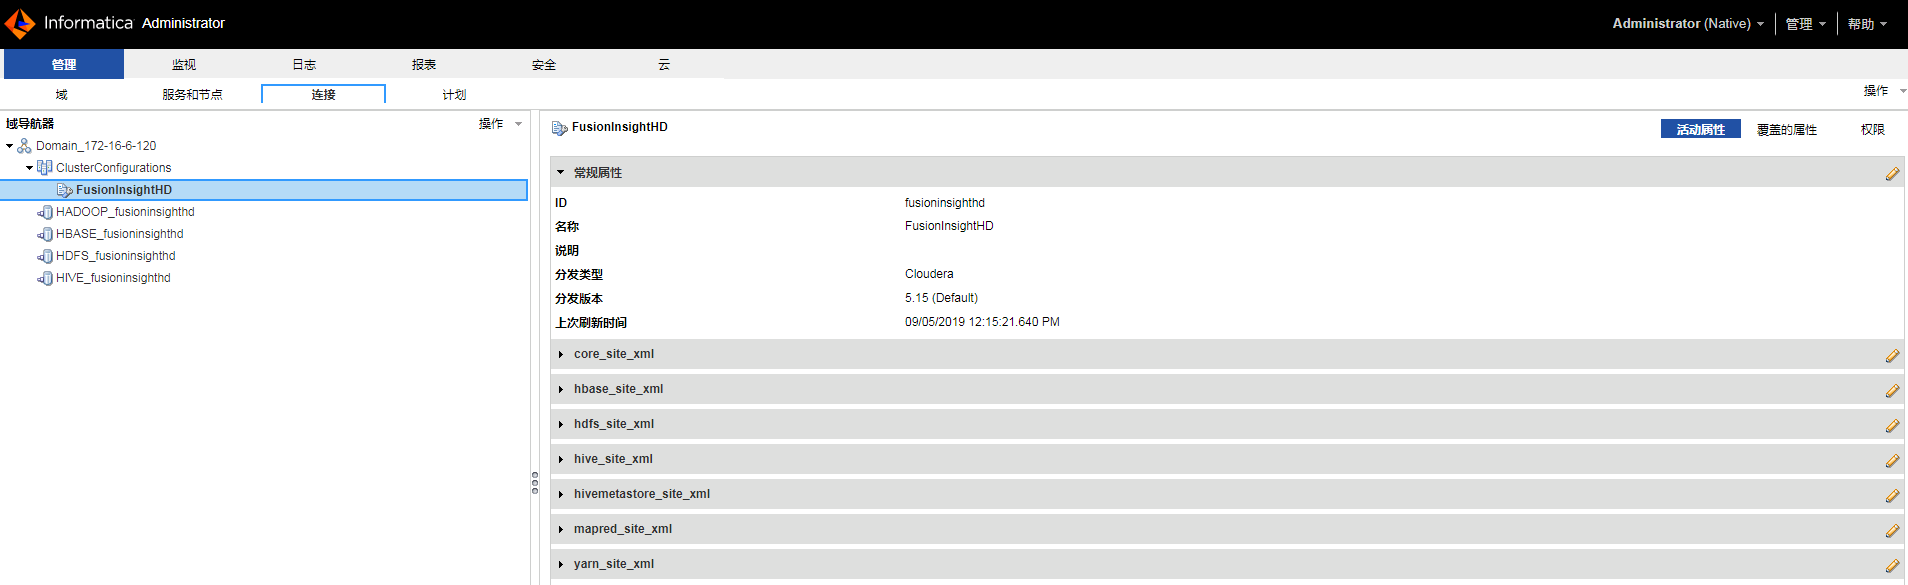 Informatica Administrator
Administrator (Native) 管理 帮助
管理 监视 日志 报表 安全 云
域 服务和节点 连接 计划 操作
域导航器 操作
Domain_172-16-6-120
ClusterConfigurations
FusionInsightHD
HADOOP_fusioninsighthd
HBASE_fusioninsighthd
HDFS_fusioninsighthd
HIVE_fusioninsighthd
FusionInsightHD 活动属性 覆盖的属性 权限
常规属性
ID fusioninsighthd
名称 FusionInsightHD
说明
分发类型 Cloudera
分发版本 5.15 (Default)
上次刷新时间 09/05/2019 12:15:21.640 PM
core_site_xml
hbase_site_xml
hdfs_site_xml
hive_site_xml
hivemetastore_site_xml
mapred_site_xml
yarn_site_xml